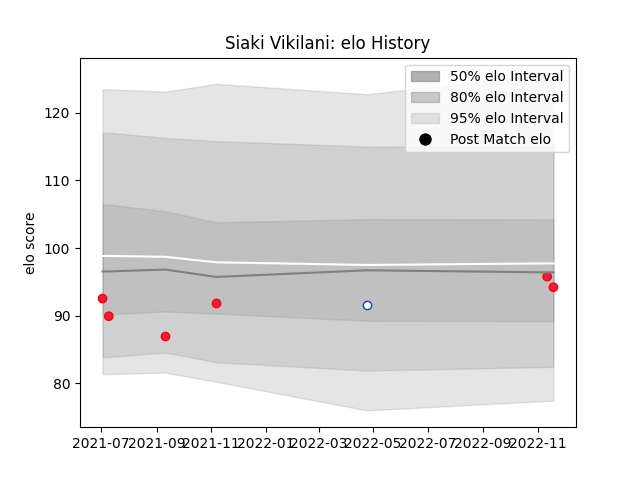 Siaki Vikilani: elo History
50% elo Interval
80% elo Interval
95% elo Interval
Post Match elo
elo score
120
110
100
90
80
2021-07 2021-09 2021-11 2022-01 2022-03 2022-05 2022-07 2022-09 2022-11